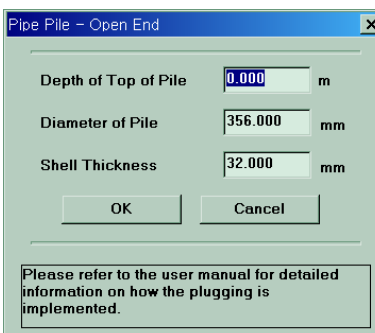 Pipe Pile - Open End
Depth of Top of Pile 0.000 m
Diameter of Pile 356.000 mm
Shell Thickness 32.000 mm
OK Cancel
Please refer to the user manual for detailed
information on how the plugging is
implemented.